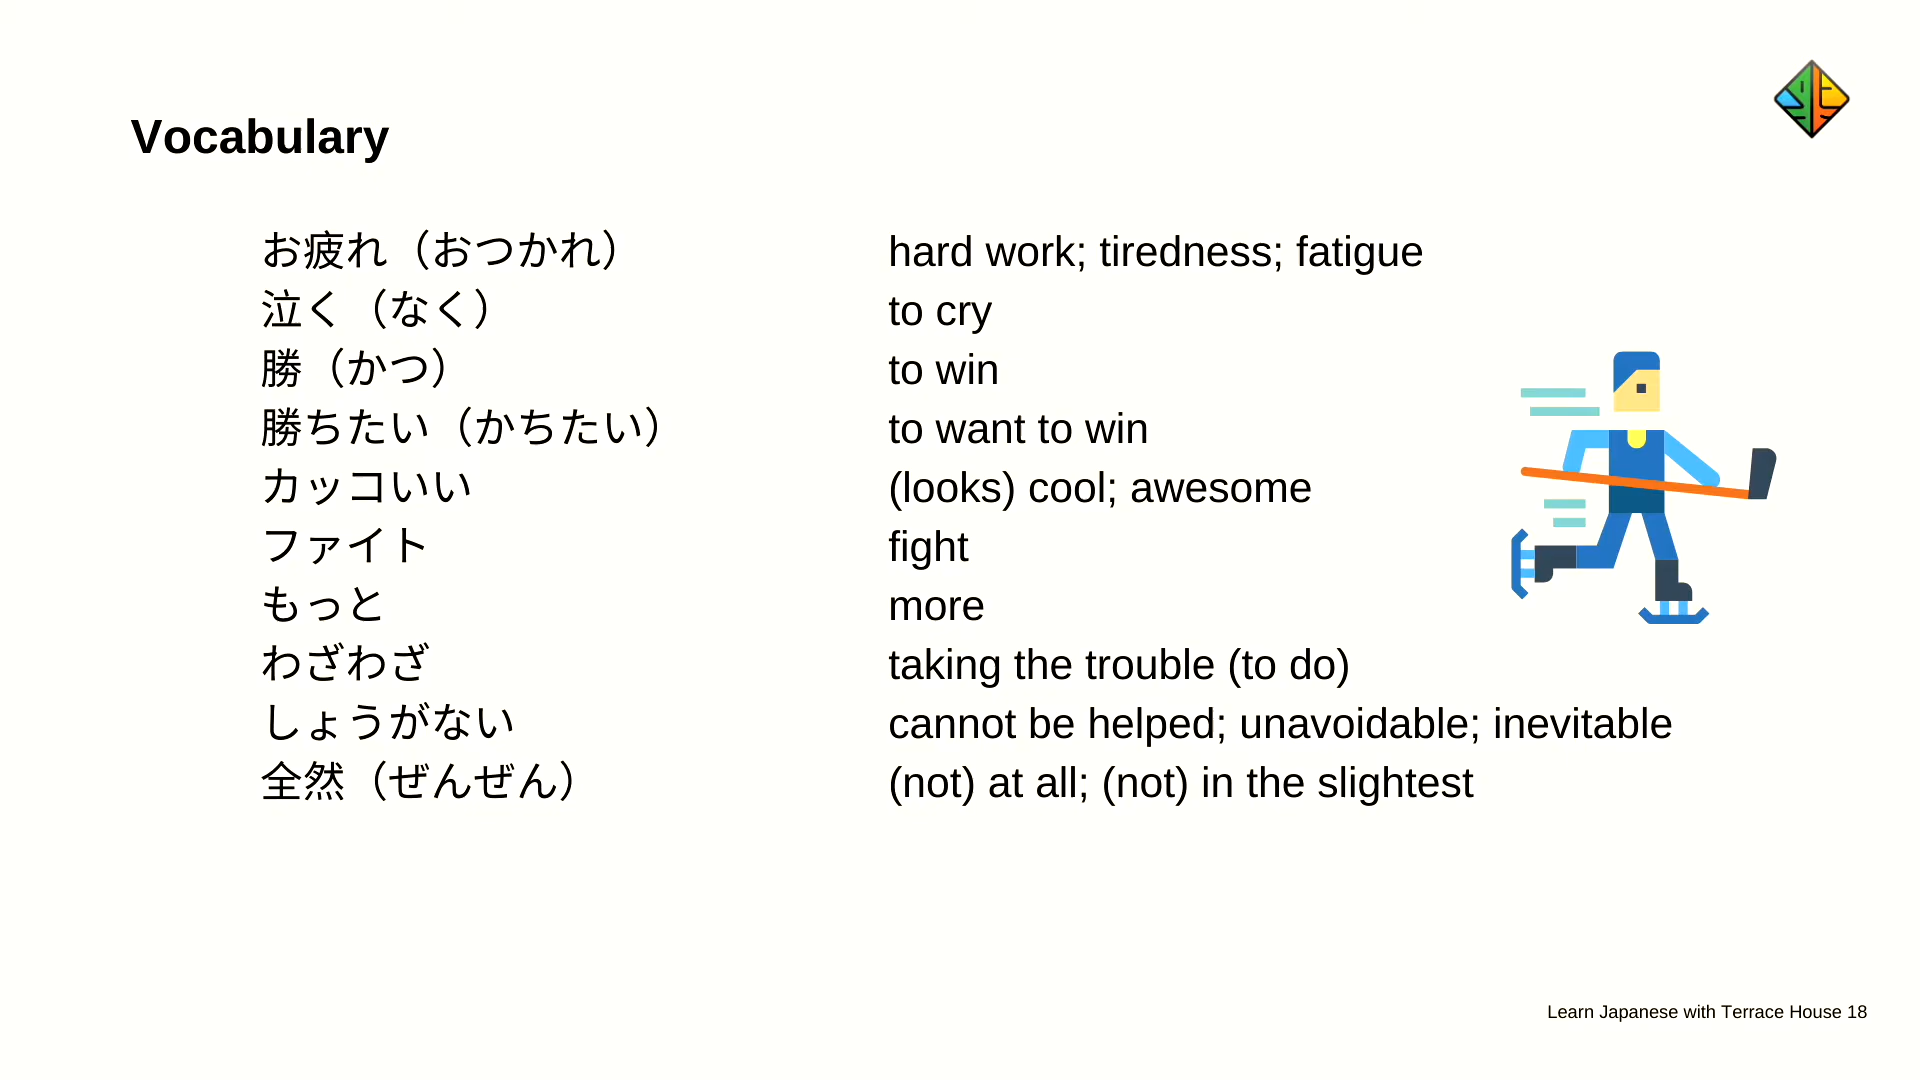 Vocabulary
お疲れ（おつかれ） hard work; tiredness; fatigue
泣く（なく） to cry
勝（かつ） to win
勝ちたい（かちたい） to want to win
カッコいい (looks) cool; awesome
ファイト fight
もっと more
わざわざ taking the trouble (to do)
しょうがない cannot be helped; unavoidable; inevitable
全然（ぜんぜん） (not) at all; (not) in the slightest
Learn Japanese with Terrace House 18